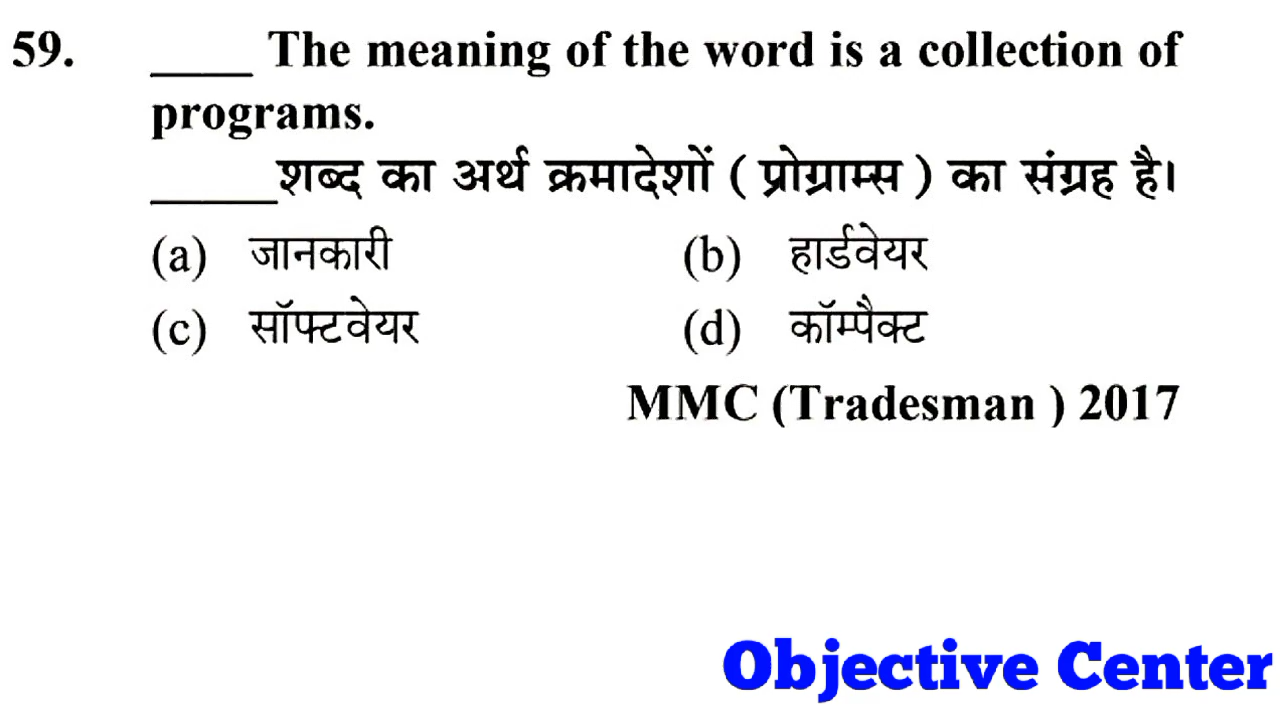 59. ____ The meaning of the word is a collection of
programs.
_____शब्द का अर्थ क्रमादेशों ( प्रोग्राम्स ) का संग्रह है।
(a) जानकारी (b) हार्डवेयर
(c) सॉफ्टवेयर (d) कॉम्पैक्ट
MMC (Tradesman ) 2017
Objective Center